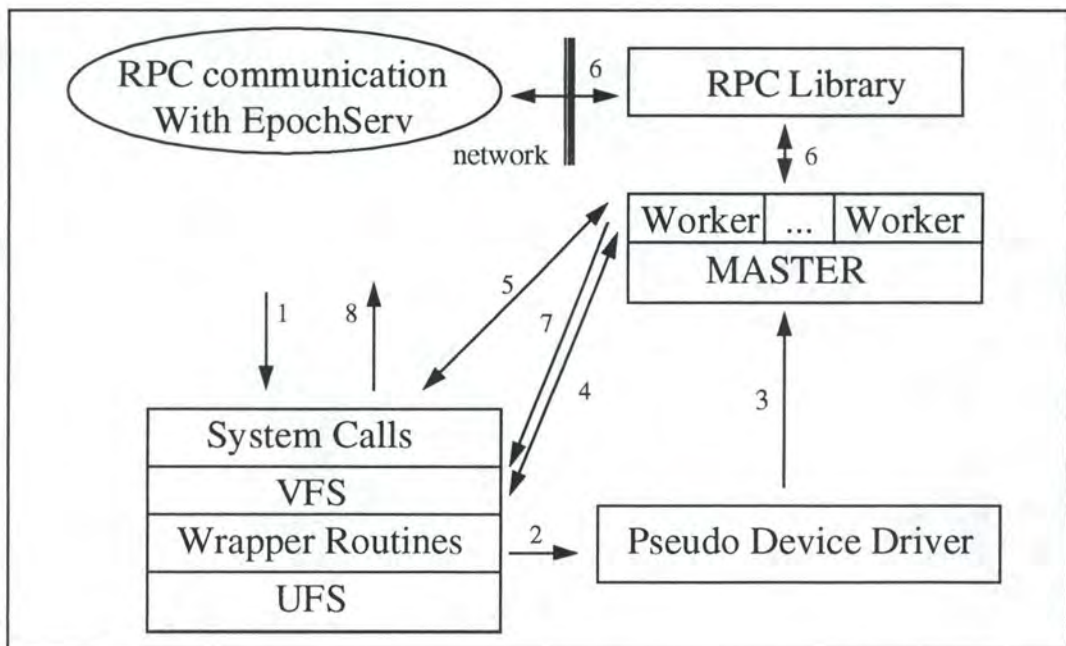 RPC communication
With EpochServ
network
6
RPC Library
6
Worker ... Worker
MASTER
1
8
5
7
4
3
System Calls
VFS
Wrapper Routines
UFS
2
Pseudo Device Driver